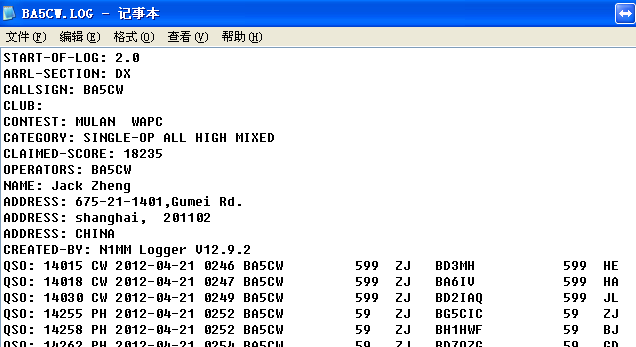 BA5CW.LOG - 记事本
文件(F) 编辑(E) 格式(O) 查看(V) 帮助(H)
START-OF-LOG: 2.0
ARRL-SECTION: DX
CALLSIGN: BA5CW
CLUB:
CONTEST: MULAN  WAPC
CATEGORY: SINGLE-OP ALL HIGH MIXED
CLAIMED-SCORE: 18235
OPERATORS: BA5CW
NAME: Jack Zheng
ADDRESS: 675-21-1401,Gumei Rd.
ADDRESS: shanghai,  201102
ADDRESS: CHINA
CREATED-BY: N1MM Logger V12.9.2
QSO: 14015 CW 2012-04-21 0246 BA5CW         599  ZJ   BD3MH           599  HE
QSO: 14018 CW 2012-04-21 0247 BA5CW         599  ZJ   BA6IV           599  HA
QSO: 14030 CW 2012-04-21 0249 BA5CW         599  ZJ   BD2IAQ          599  JL
QSO: 14255 PH 2012-04-21 0252 BA5CW         59   ZJ   BG5CIC          59   ZJ
QSO: 14258 PH 2012-04-21 0252 BA5CW         59   ZJ   BH1HWF          59   BJ
QSO: 14262 PH 2012-04-21 0254 BA5CW         59   ZJ   BD7OZG          59   GD